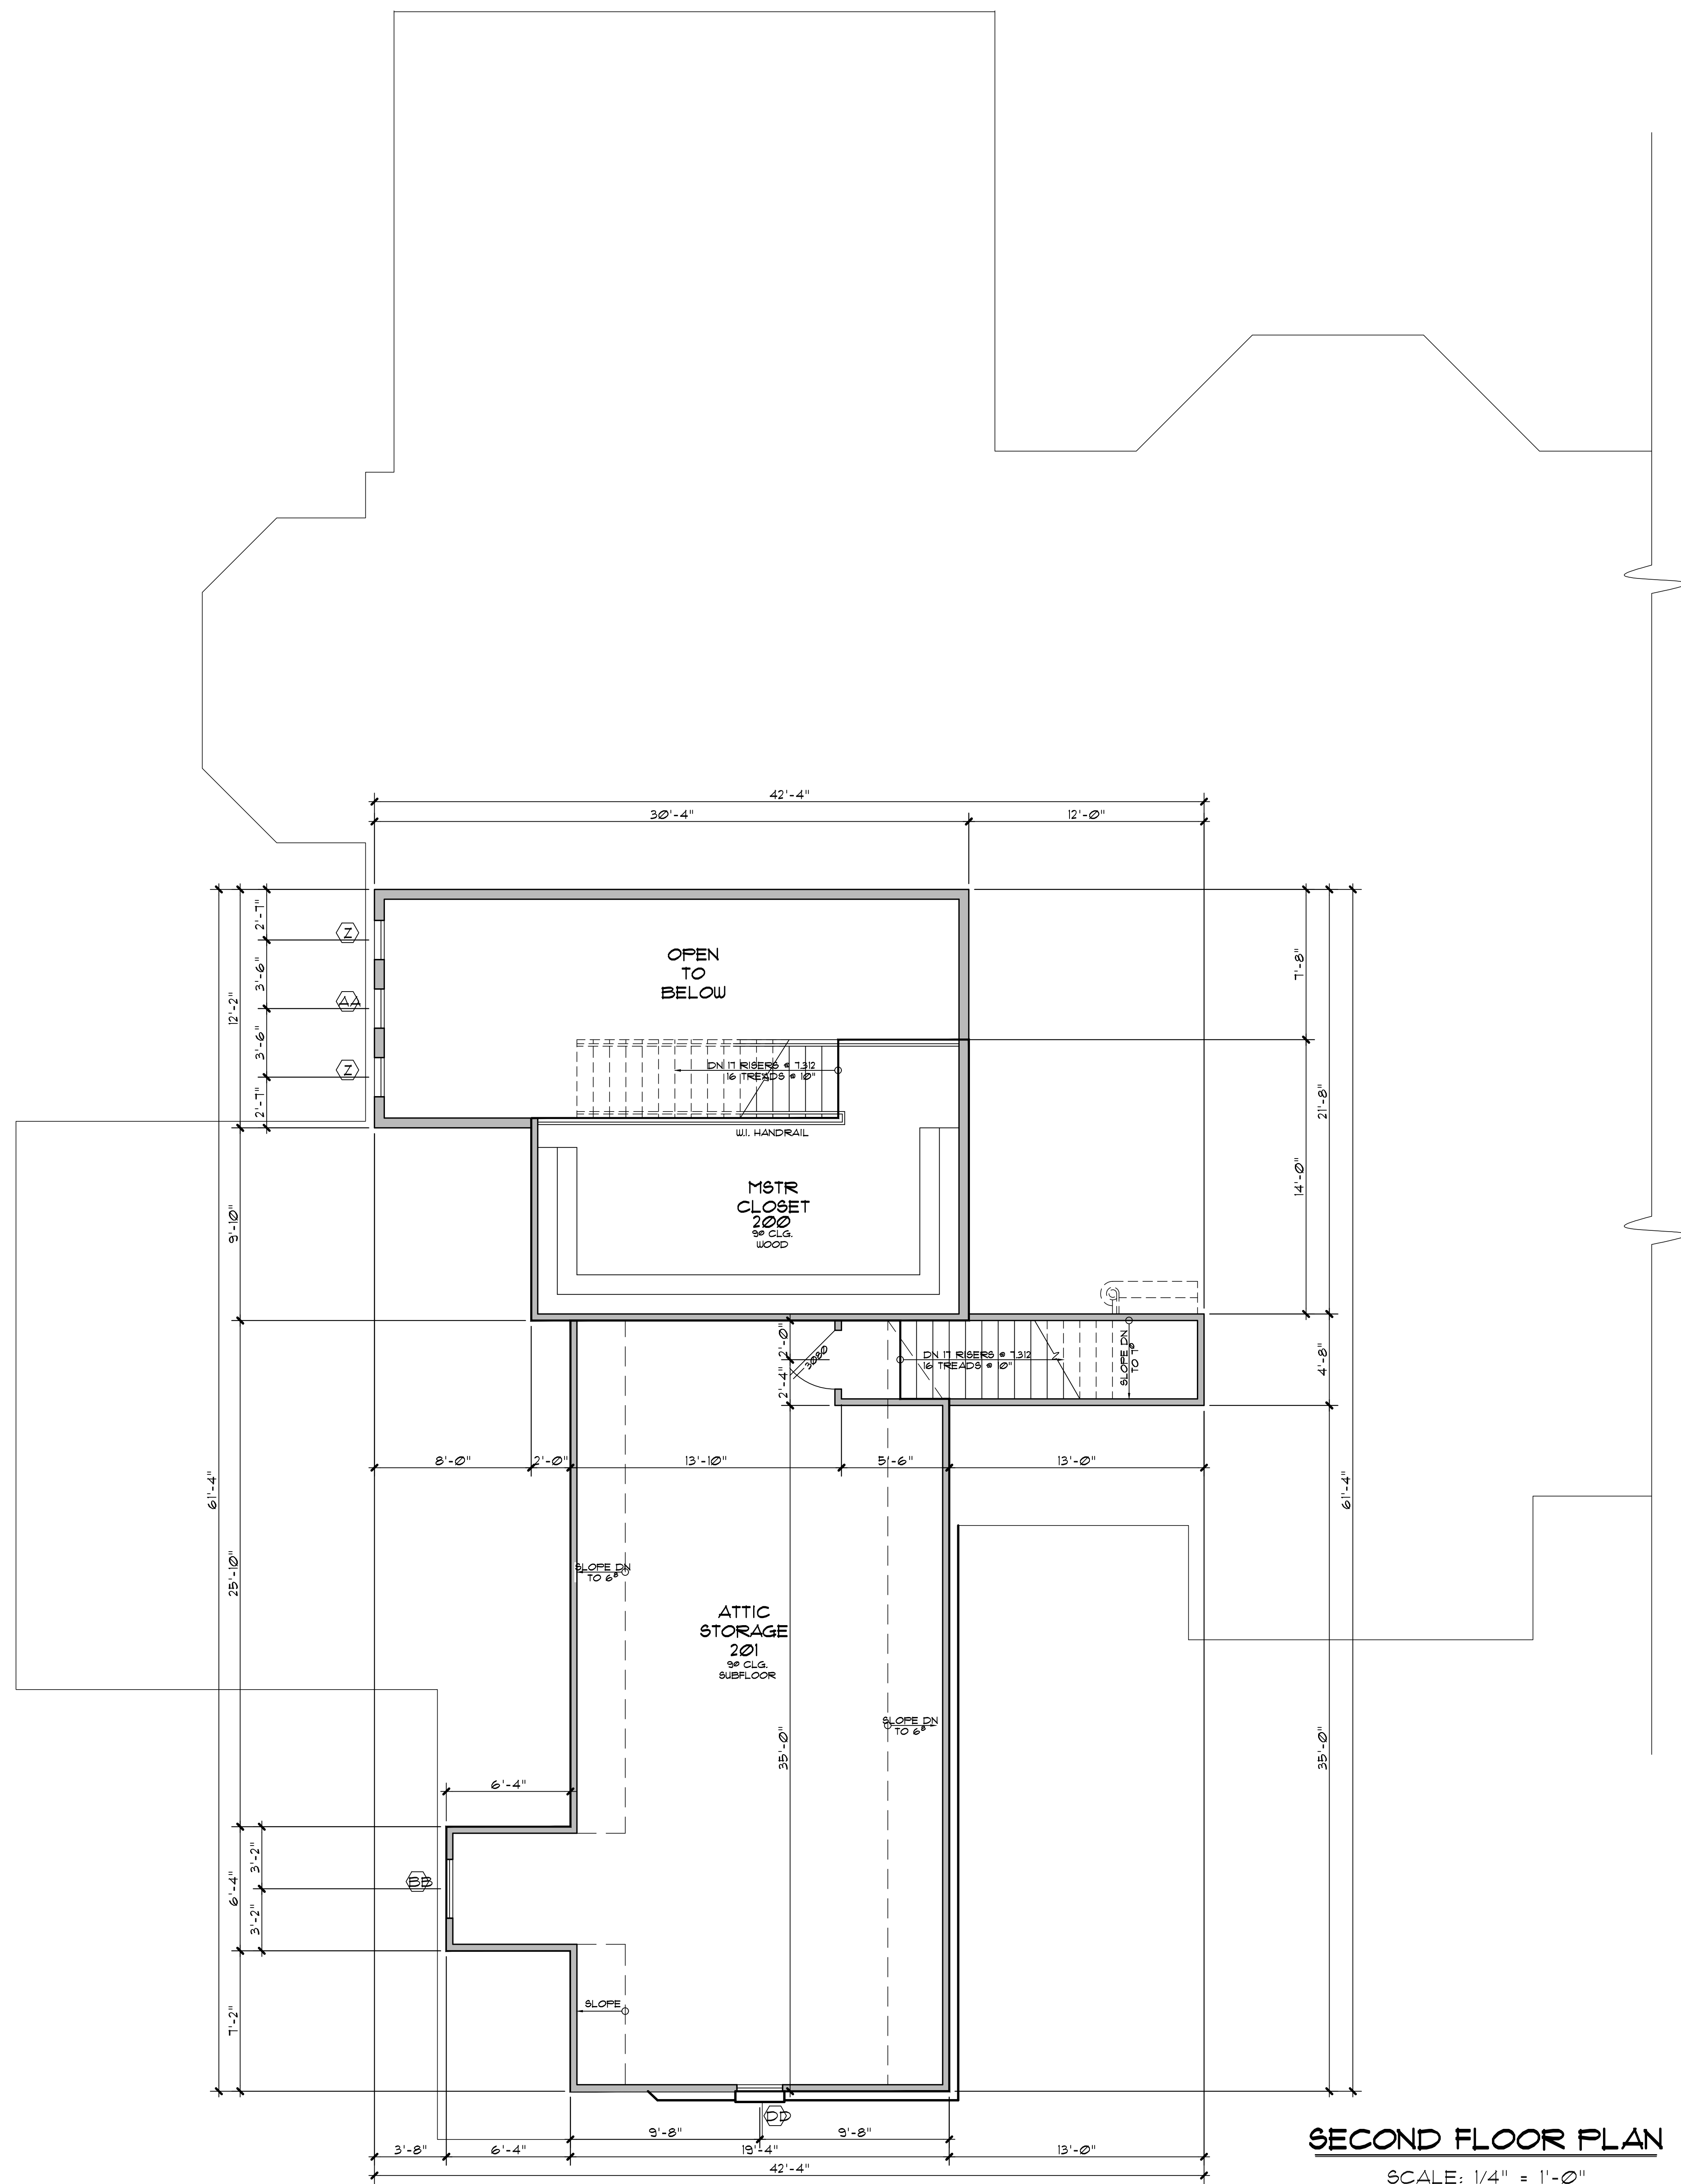 42'-4"
30'-4"
12'-0"
2'-7"
3'-6"
3'-6"
2'-7"
12'-2"
9'-10"
25'-10"
61'-4"
6'-4"
7'-2"
3'-2"
3'-2"
Z
AA
Z
BB
OPEN
TO
BELOW
DN 17 RISERS @ 7.312
16 TREADS @ 10"
W.I. HANDRAIL
MSTR
CLOSET
200
9⁰ CLG.
WOOD
7'-8"
14'-0"
21'-8"
4'-8"
61'-4"
35'-0"
2'-0"
2'-4"
3080
DN 17 RISERS @ 7.312
16 TREADS @ 10"
SLOPE DN
TO 7⁰
8'-0"
2'-0"
13'-10"
5'-6"
13'-0"
SLOPE DN
TO 6⁸
ATTIC
STORAGE
201
9⁰ CLG.
SUBFLOOR
SLOPE DN
TO 6⁸
35'-0"
6'-4"
SLOPE
DD
9'-8"
9'-8"
3'-8"
6'-4"
19'-4"
13'-0"
42'-4"
SECOND FLOOR PLAN
SCALE: 1/4" = 1'-0"